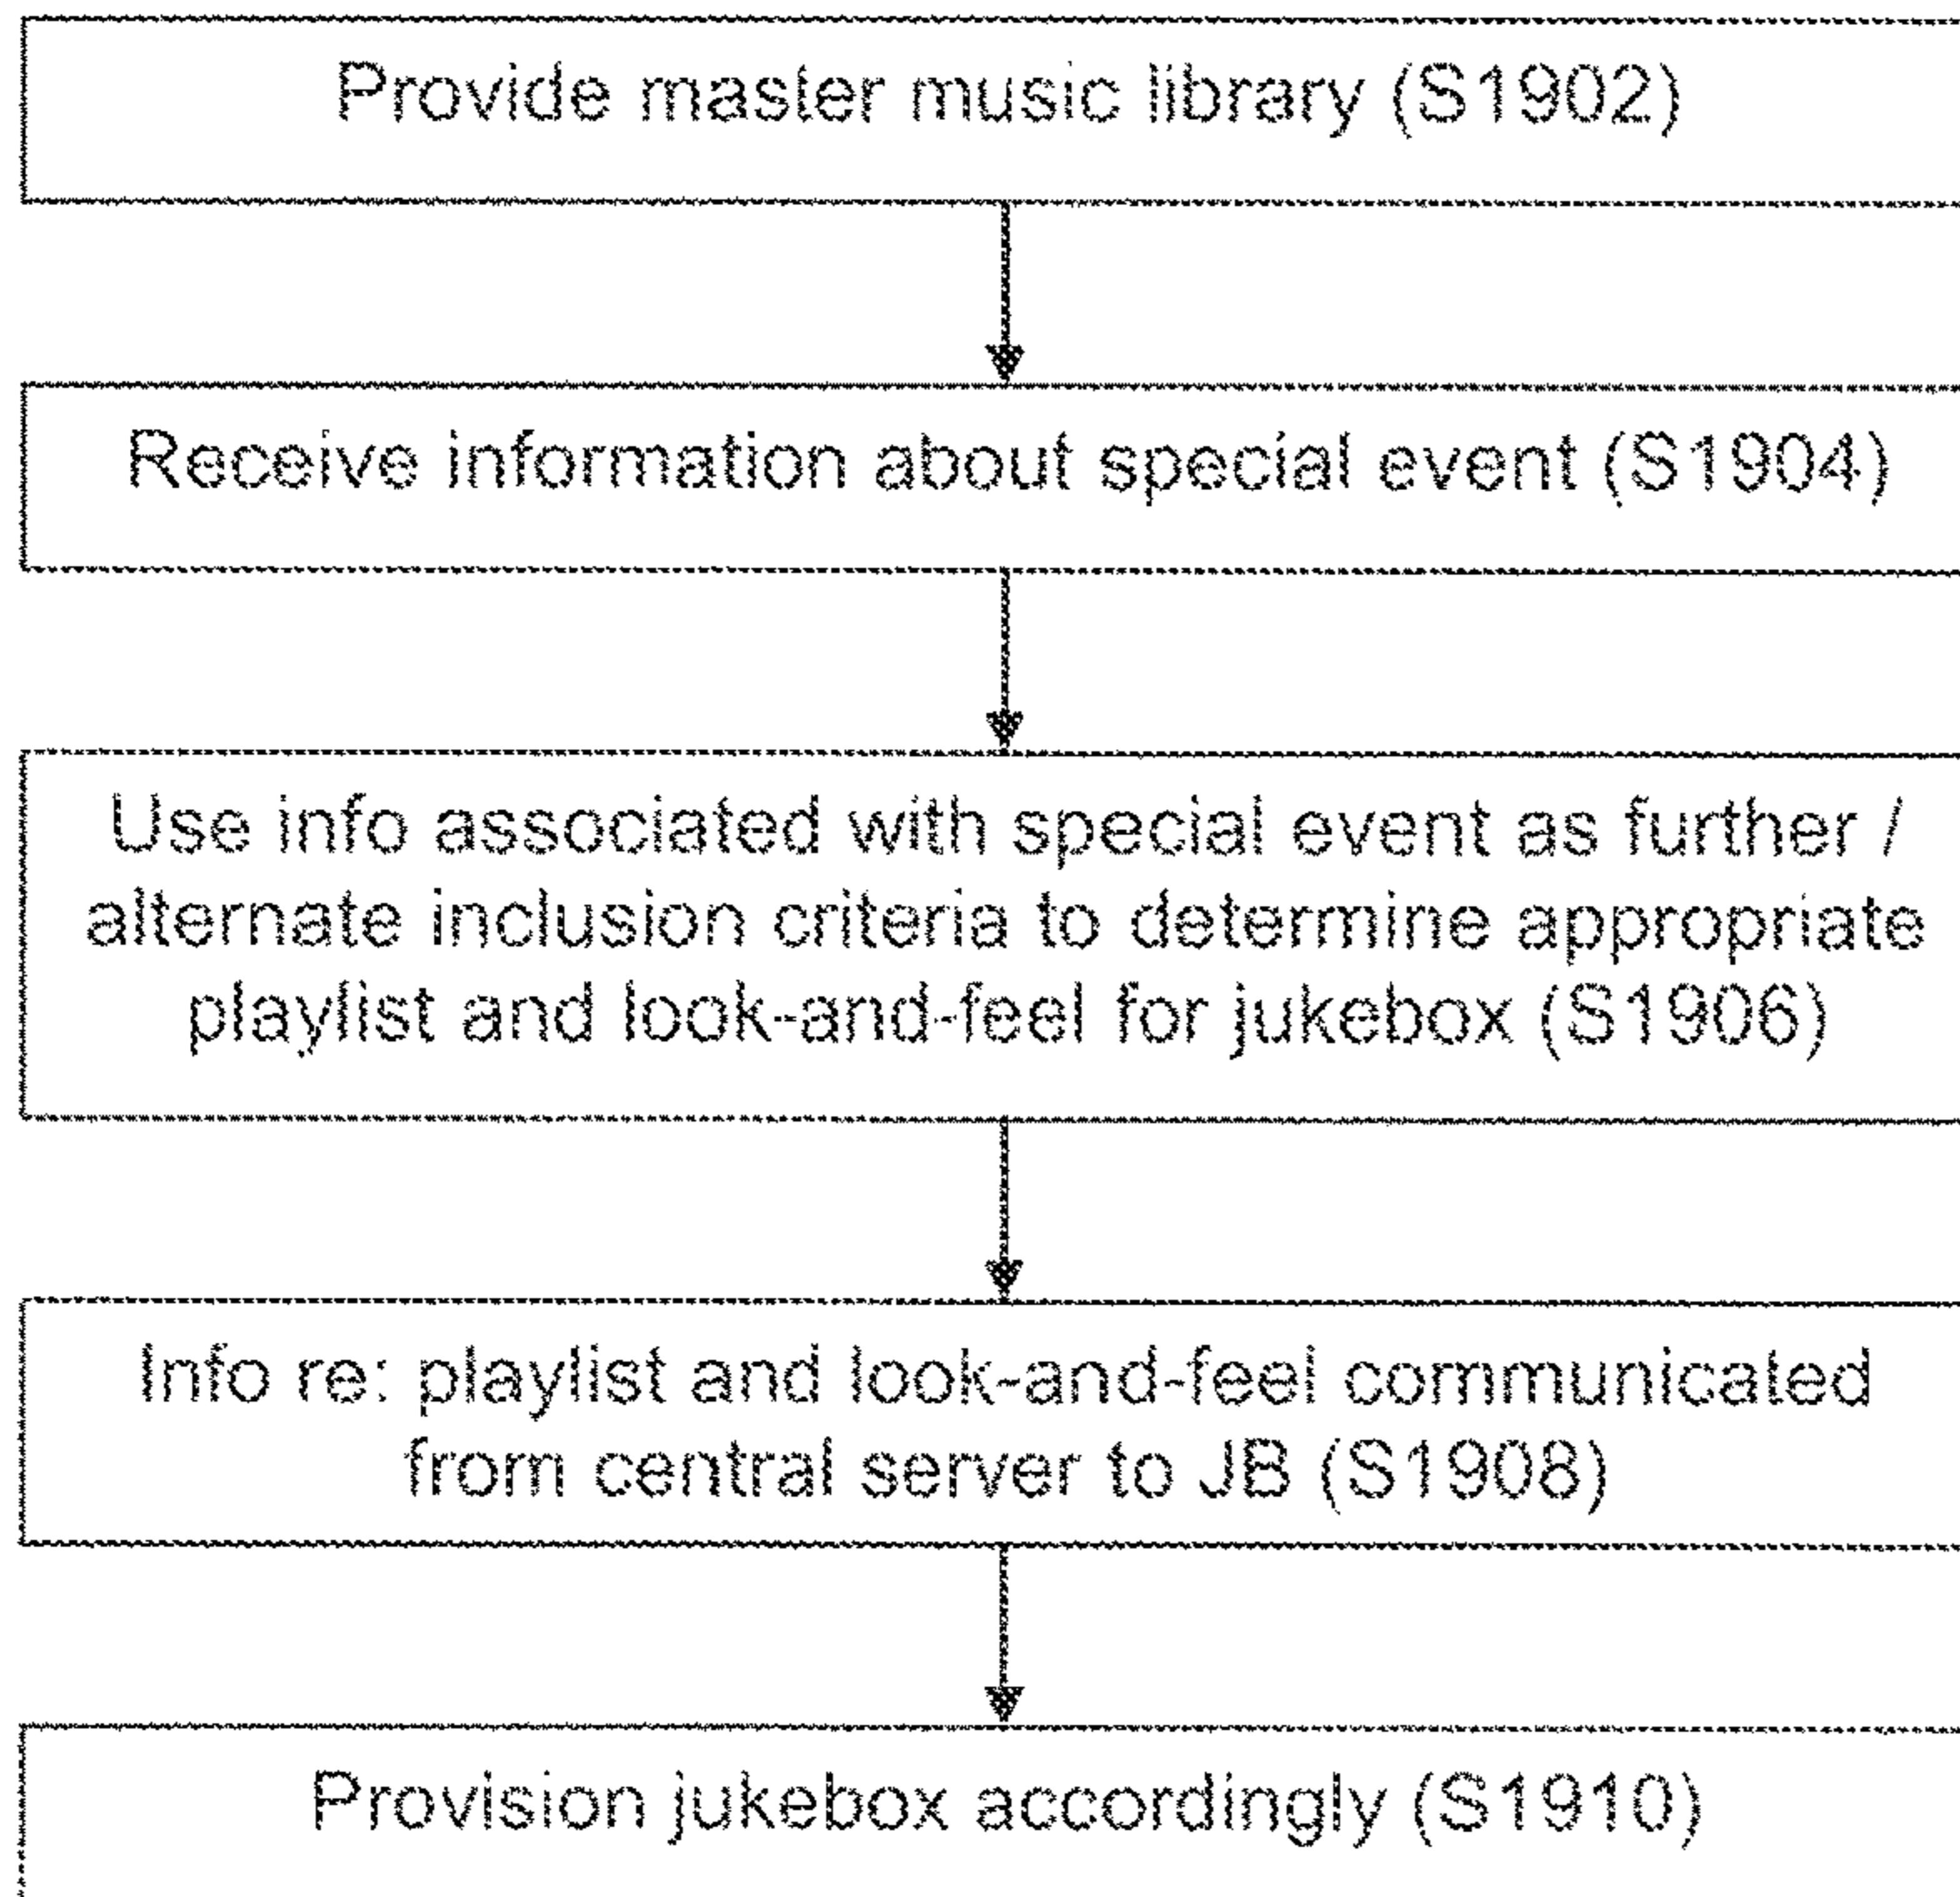 Provide master music library (S1902)
Receive information about special event (S1904)
Use info associated with special event as further /
alternate inclusion criteria to determine appropriate
playlist and look-and-feel for jukebox (S1906)
Info re: playlist and look-and-feel communicated
from central server to JB (S1908)
Provision jukebox accordingly (S1910)